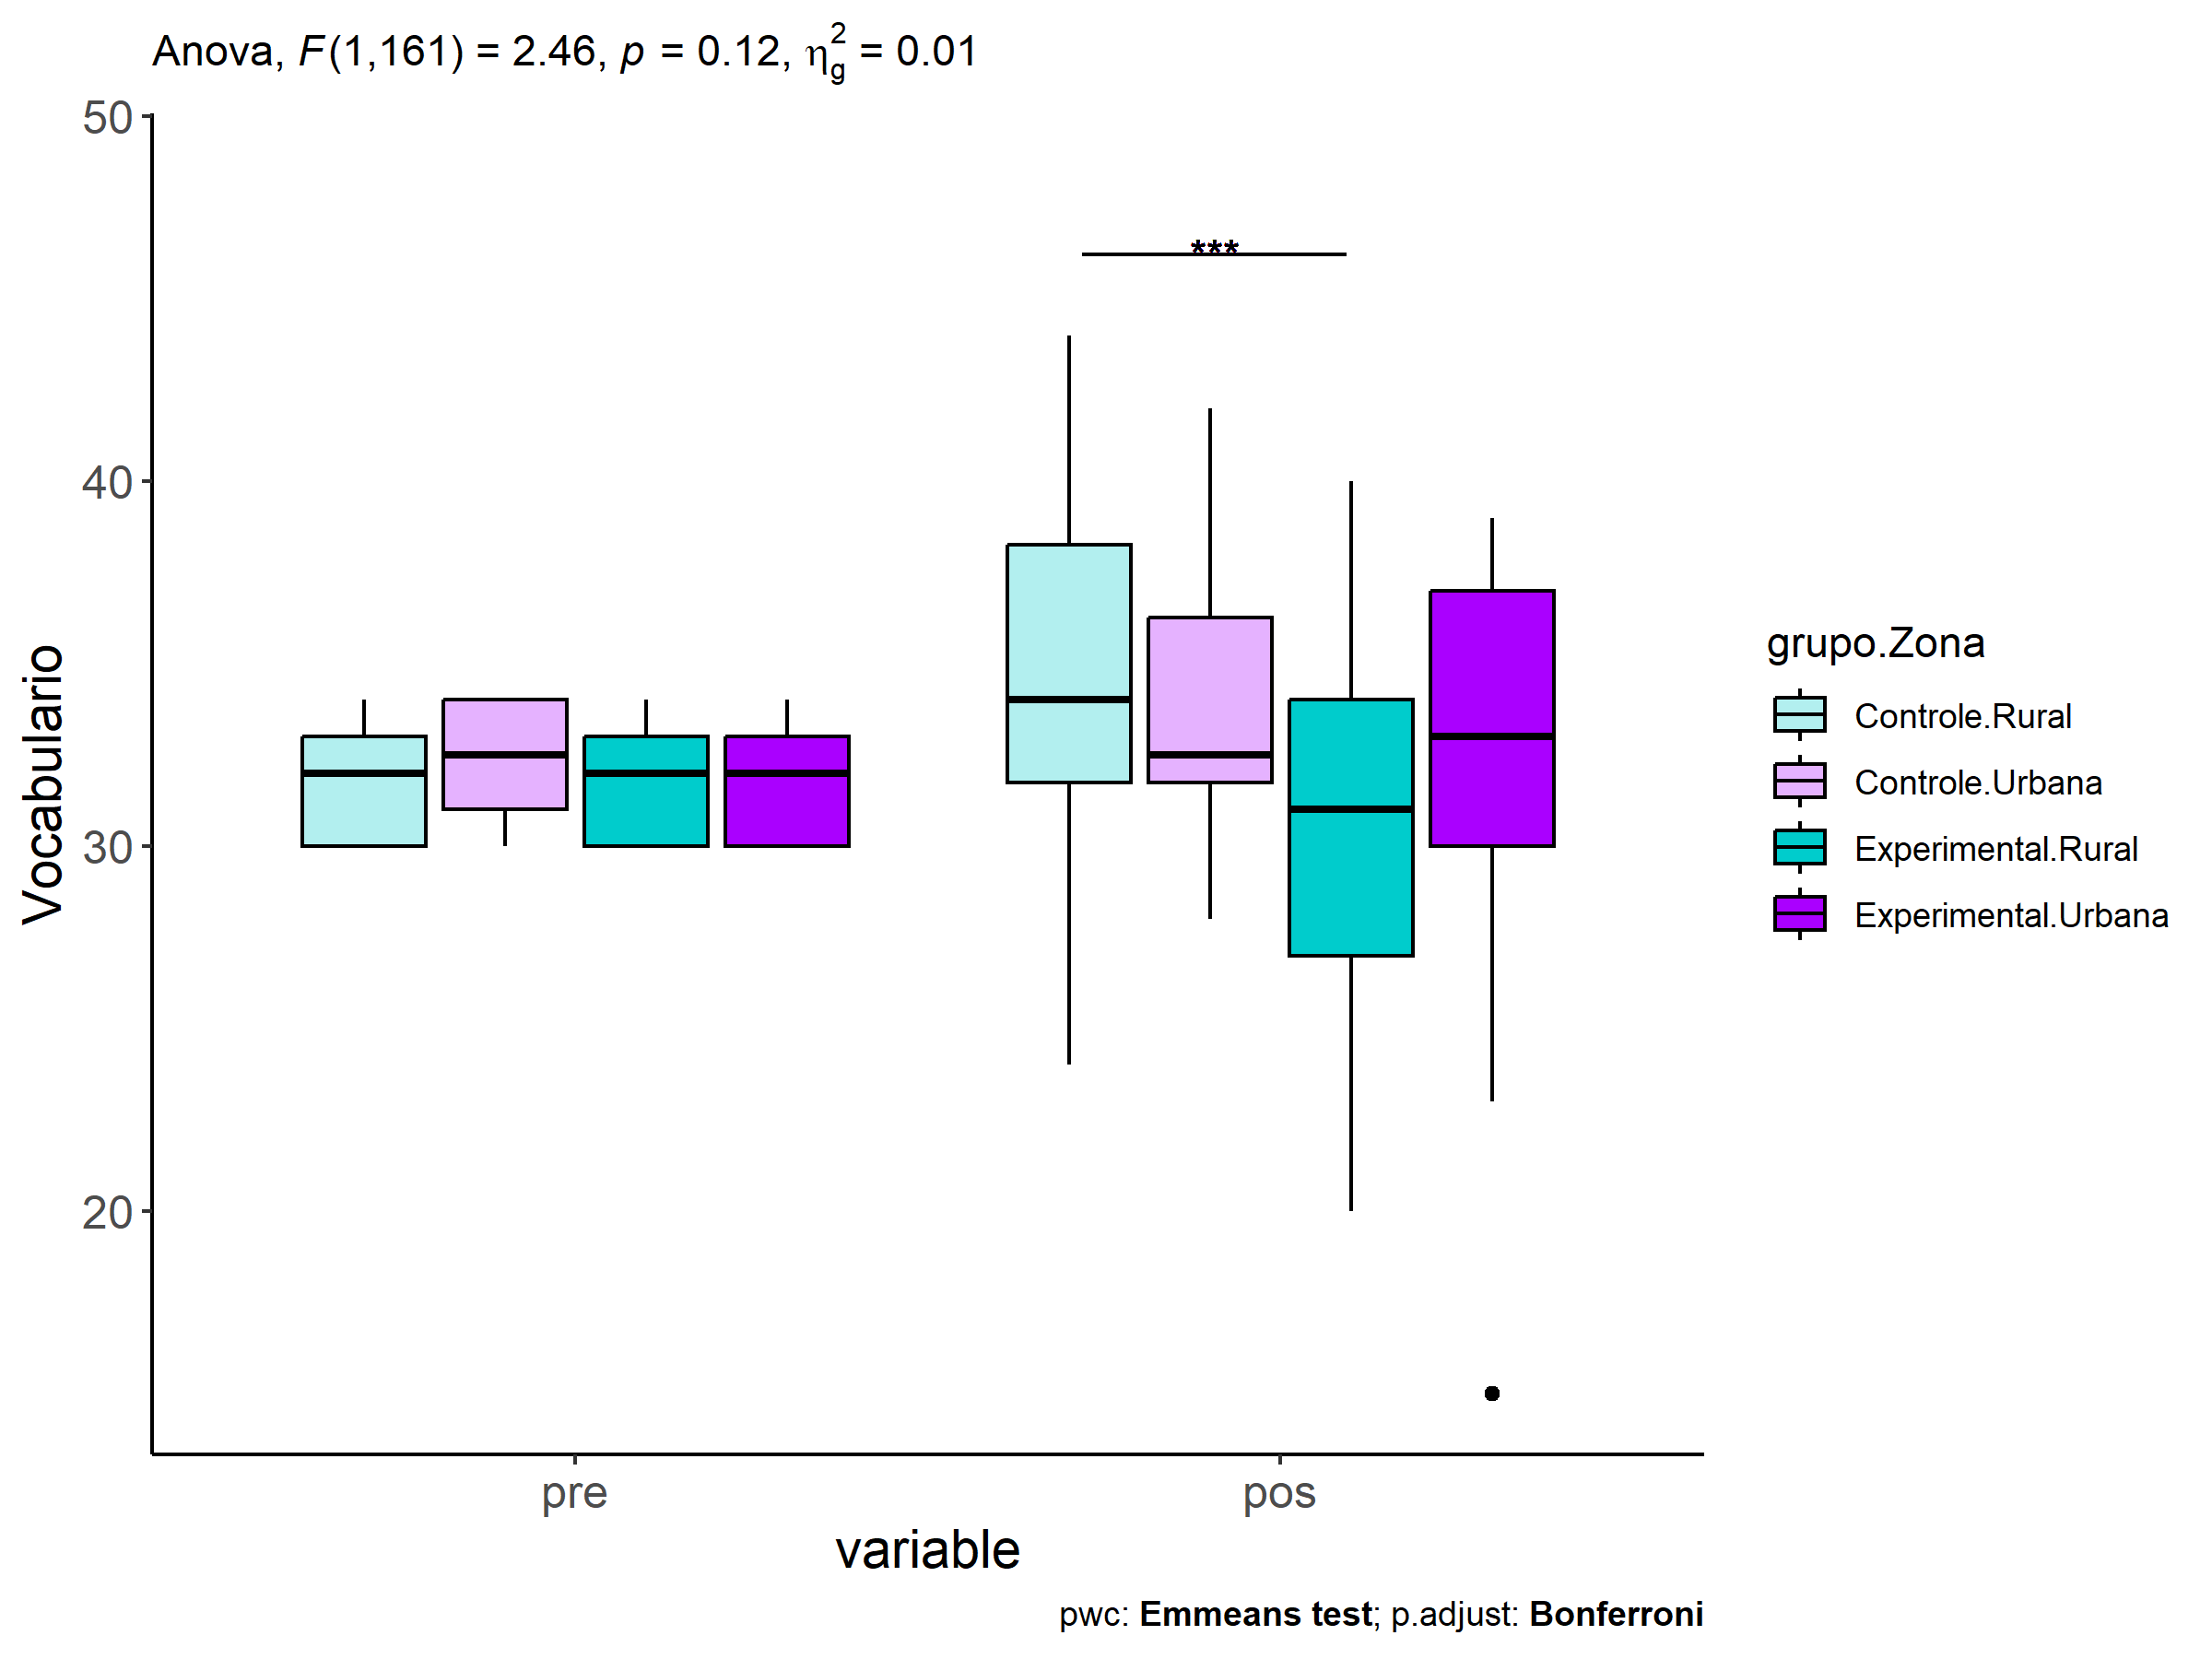 Anova, F(1,161) = 2.46, p = 0.12, η²g = 0.01
50
40
30
20
Vocabulario
***
pre
pos
variable
grupo.Zona
Controle.Rural
Controle.Urbana
Experimental.Rural
Experimental.Urbana
pwc: Emmeans test; p.adjust: Bonferroni